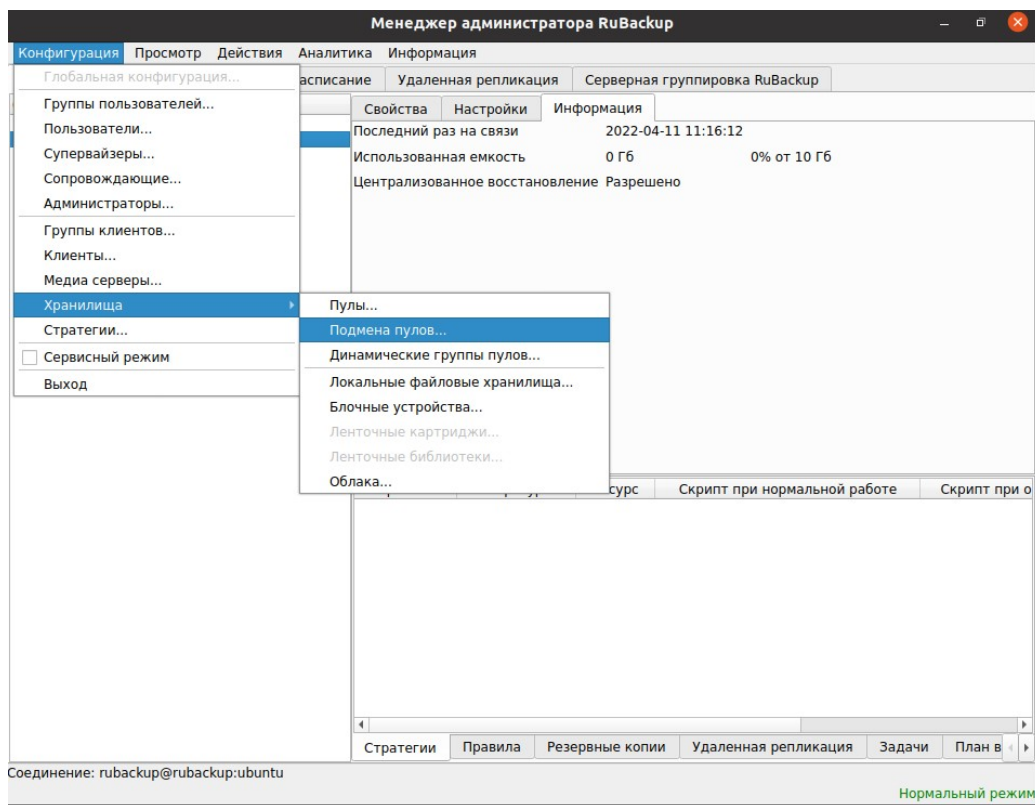 Менеджер администратора RuBackup
Конфигурация Просмотр Действия Аналитика Информация
Глобальная конфигурация...
асписание Удаленная репликация Серверная группировка RuBackup
Группы пользователей...
Пользователи...
Супервайзеры...
Сопровождающие...
Администраторы...
Группы клиентов...
Клиенты...
Медиа серверы...
Хранилища
Стратегии...
Сервисный режим
Выход
Свойства Настройки Информация
Последний раз на связи 2022-04-11 11:16:12
Использованная емкость 0 Гб 0% от 10 Гб
Централизованное восстановление Разрешено
Пулы...
Подмена пулов...
Динамические группы пулов...
Локальные файловые хранилища...
Блочные устройства...
Ленточные картриджи...
Ленточные библиотеки...
Облака...
сурс Скрипт при нормальной работе Скрипт при о
Стратегии Правила Резервные копии Удаленная репликация Задачи План в
Соединение: rubackup@rubackup:ubuntu
Нормальный режим